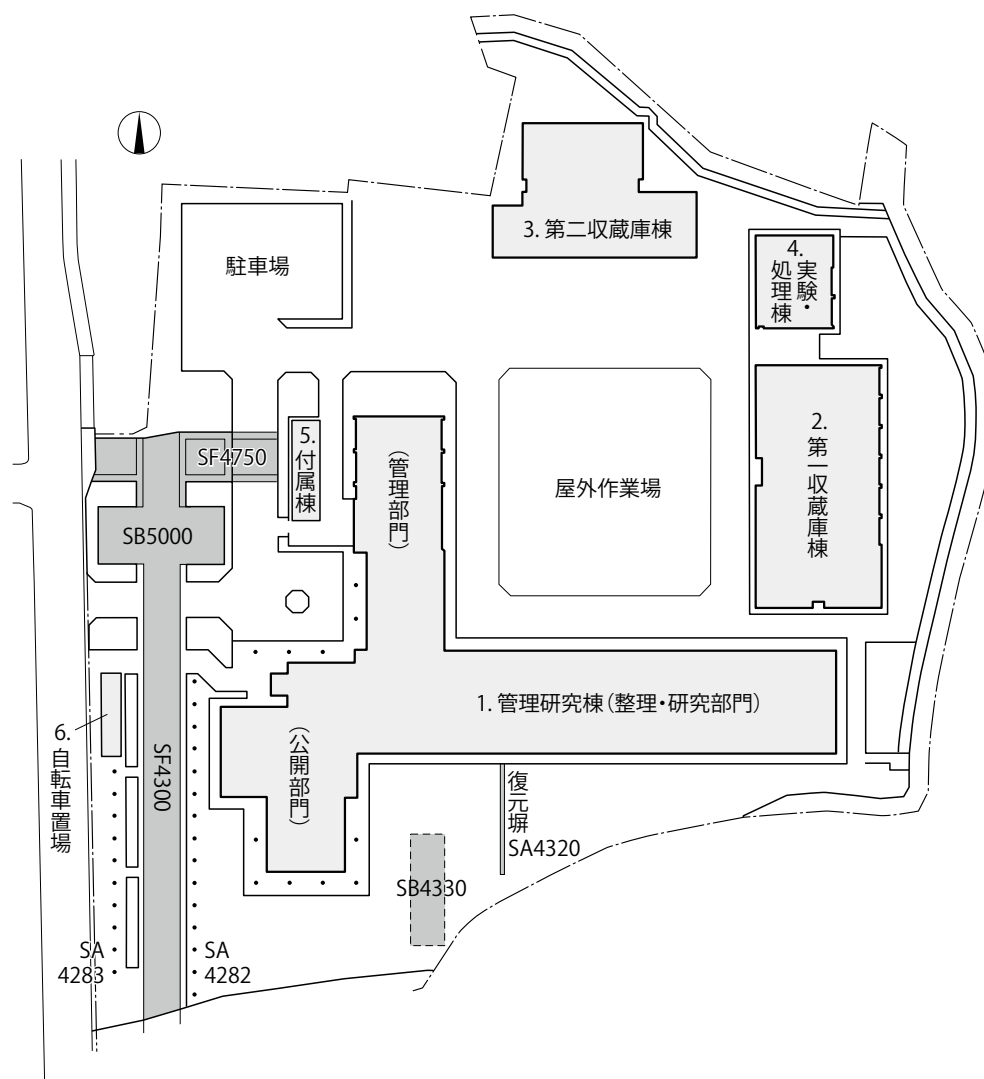 3. 第二収蔵庫棟
駐車場
4.
実験・
処理棟
SF4750
5.
付属棟
（管理部門）
屋外作業場
2.
第一収蔵庫棟
SB5000
1. 管理研究棟（整理・研究部門）
6.
自転車置場
SF4300
（公開部門）
復元塀
SA4320
SB4330
SA
4283
SA
4282